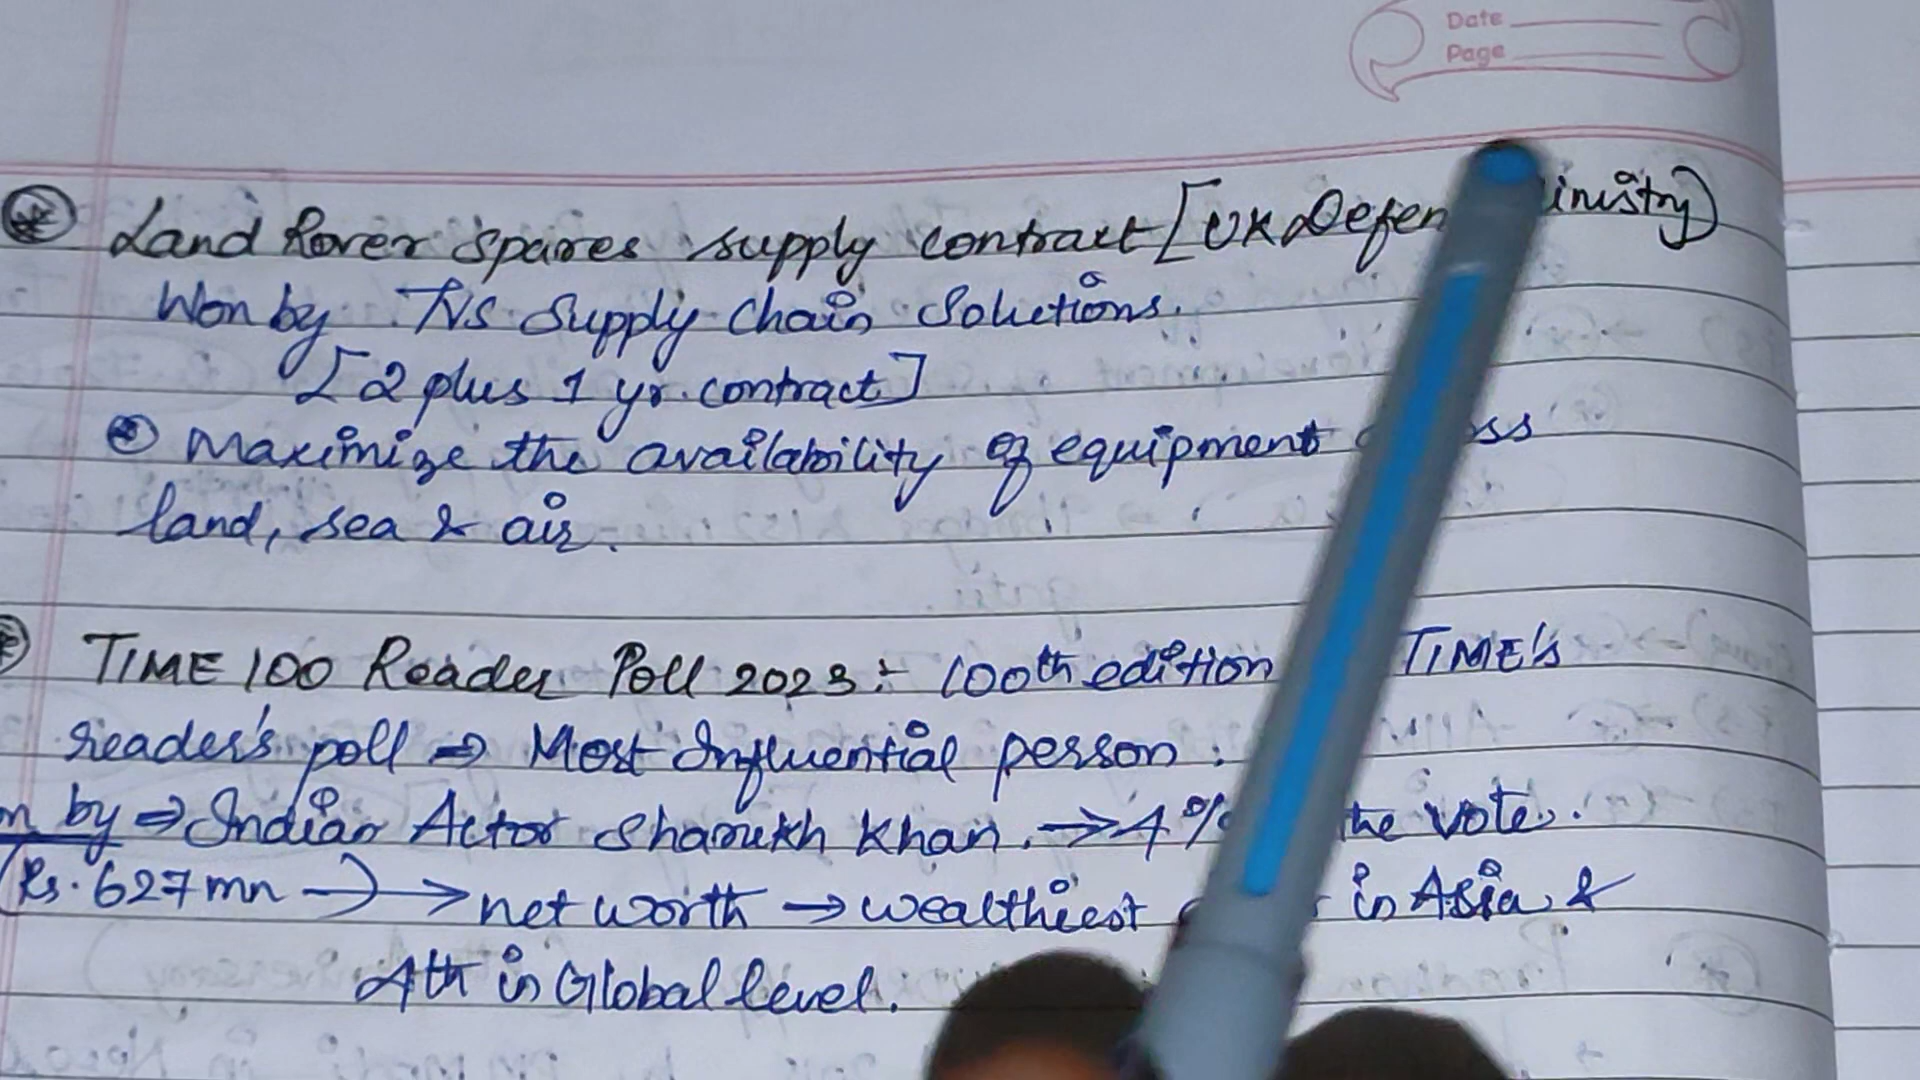 Date
Page
Land Rover spares supply contract [UK Defen inistry)
Won by TVS Supply Chain Solutions.
[2 plus 1 yr. contract]
Maximize the availability of equipment ss
land, sea & air.
TIME 100 Reader Poll 2023 :- 100th edition TIME's
reader's poll ⇒ Most Influential person :
n by ⇒ Indian Actor Sharukh Khan. → 4% the vote.
(Rs. 627 mn →) → net worth → wealthiest in Asia &
4th in Global level.